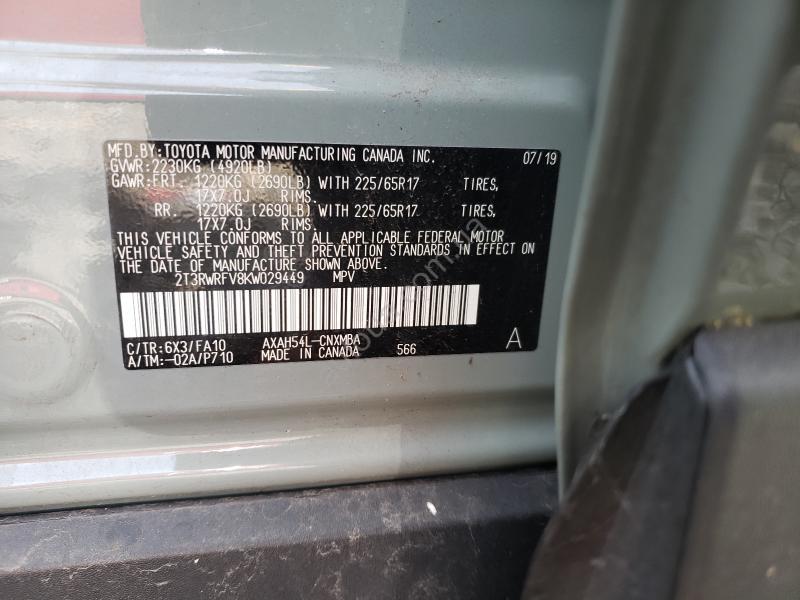 MFD.BY:TOYOTA MOTOR MANUFACTURING CANADA INC. 07/19
GVWR:2230KG (4920LB)
GAWR:FRT. 1220KG (2690LB) WITH 225/65R17 TIRES,
17X7.0J RIMS.
RR. 1220KG (2690LB) WITH 225/65R17 TIRES,
17X7.0J RIMS.
THIS VEHICLE CONFORMS TO ALL APPLICABLE FEDERAL MOTOR
VEHICLE SAFETY AND THEFT PREVENTION STANDARDS IN EFFECT ON
THE DATE OF MANUFACTURE SHOWN ABOVE.
2T3RWRFV8KW029449 MPV
C/TR:6X3/FA10 AXAH54L-CNXMBA
A/TM:-02A/P710 MADE IN CANADA 566 A